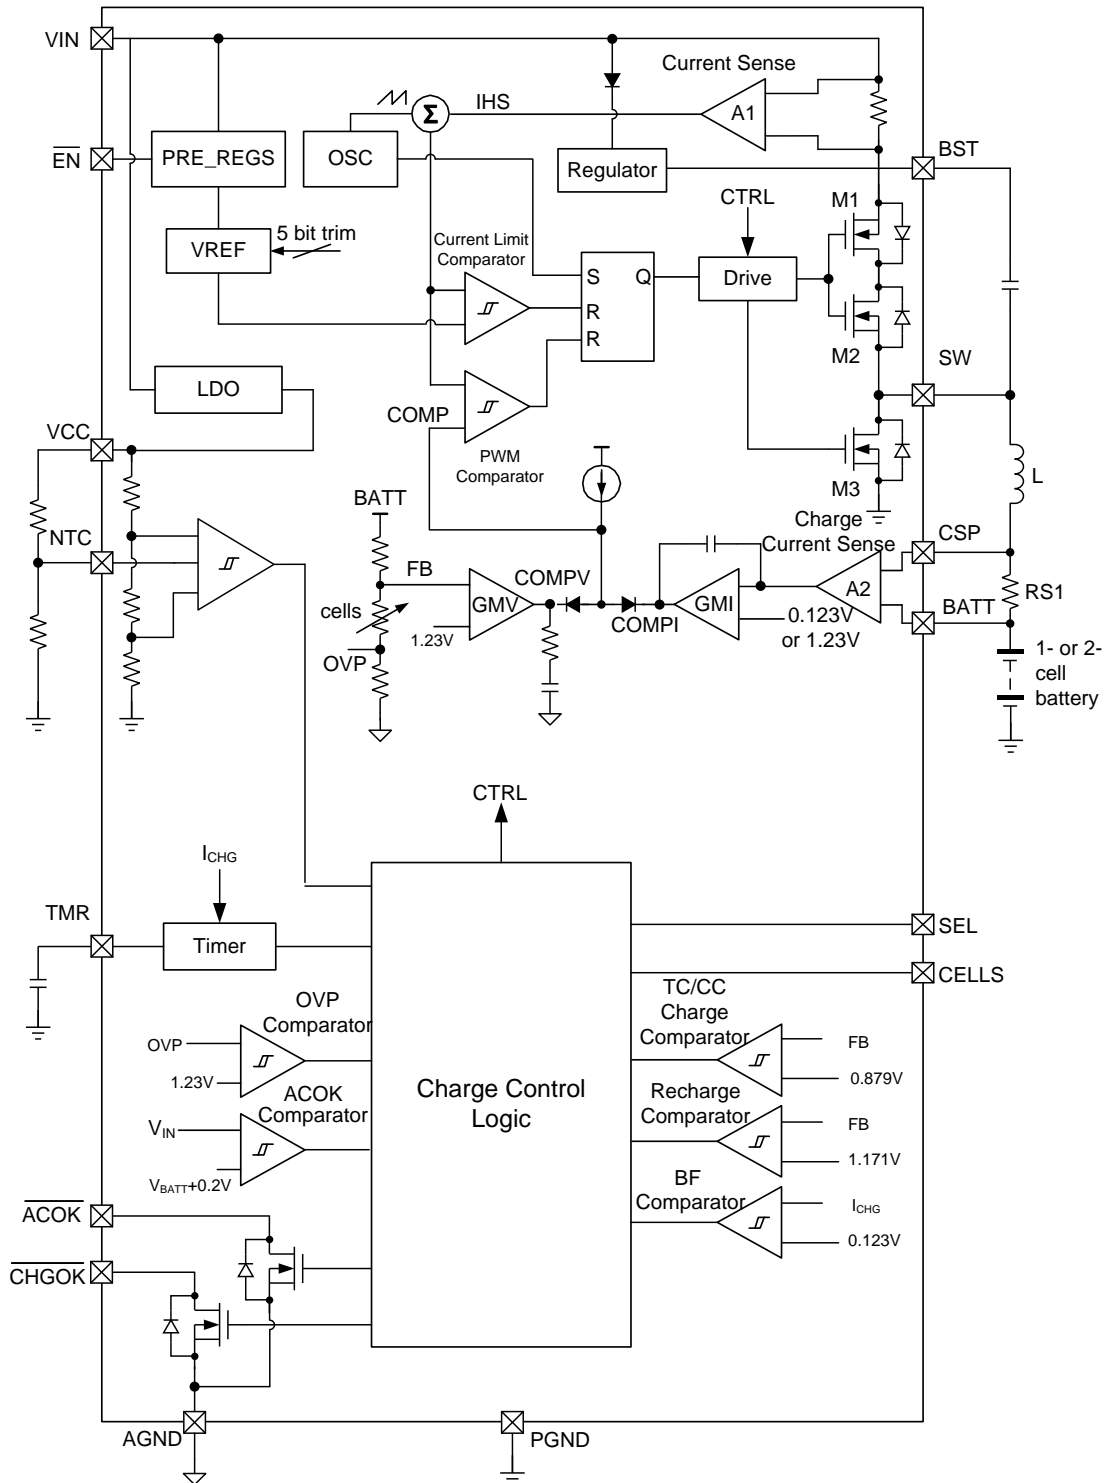 VIN
Current Sense
Σ
IHS
A1
EN
PRE_REGS
OSC
Regulator
BST
CTRL
M1
5 bit trim
VREF
Current Limit
Comparator
S
Q
R
R
Drive
M2
SW
LDO
COMP
VCC
PWM
Comparator
M3
L
BATT
Charge
Current Sense
NTC
CSP
FB
COMPV
GMV
GMI
A2
RS1
BATT
cells
1.23V
COMPI
0.123V
or 1.23V
OVP
1- or 2-
cell
battery
CTRL
ICHG
TMR
Timer
SEL
CELLS
OVP
Comparator
TC/CC
Charge
Comparator
OVP
1.23V
FB
0.879V
Charge Control
Logic
ACOK
Comparator
Recharge
Comparator
VIN
VBATT+0.2V
FB
1.171V
BF
Comparator
ICHG
0.123V
ACOK
CHGOK
AGND
PGND